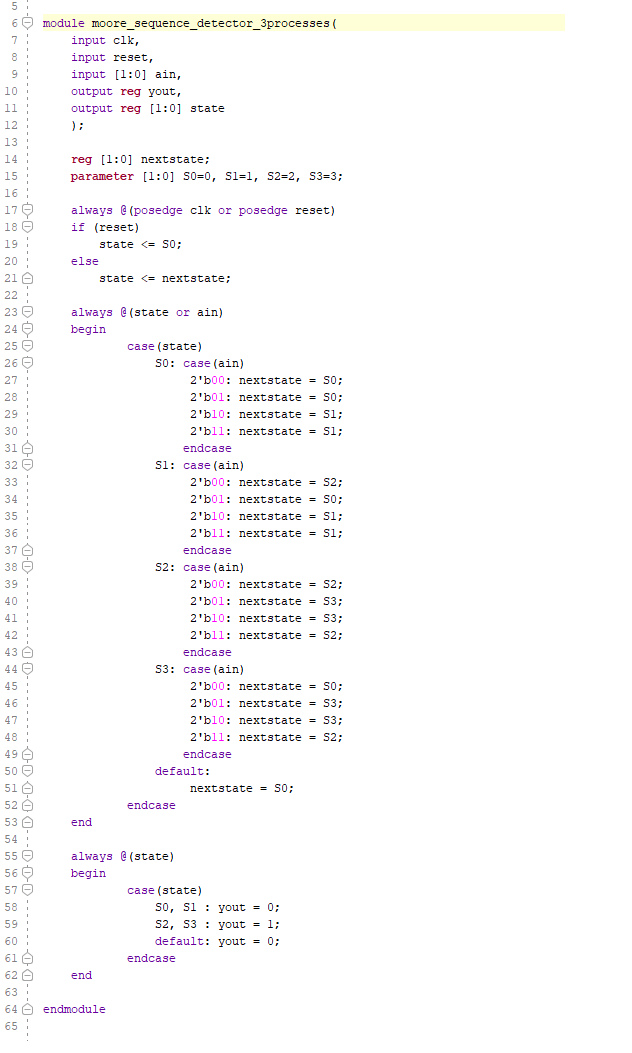 5
6 module moore_sequence_detector_3processes(
7     input clk,
8     input reset,
9     input [1:0] ain,
10     output reg yout,
11     output reg [1:0] state
12     );
13
14     reg [1:0] nextstate;
15     parameter [1:0] S0=0, S1=1, S2=2, S3=3;
16
17     always @(posedge clk or posedge reset)
18     if (reset)
19         state <= S0;
20     else
21         state <= nextstate;
22
23     always @(state or ain)
24     begin
25             case(state)
26                 S0: case(ain)
27                      2'b00: nextstate = S0;
28                      2'b01: nextstate = S0;
29                      2'b10: nextstate = S1;
30                      2'b11: nextstate = S1;
31                     endcase
32                 S1: case(ain)
33                      2'b00: nextstate = S2;
34                      2'b01: nextstate = S0;
35                      2'b10: nextstate = S1;
36                      2'b11: nextstate = S1;
37                     endcase
38                 S2: case(ain)
39                      2'b00: nextstate = S2;
40                      2'b01: nextstate = S3;
41                      2'b10: nextstate = S3;
42                      2'b11: nextstate = S2;
43                     endcase
44                 S3: case(ain)
45                      2'b00: nextstate = S0;
46                      2'b01: nextstate = S3;
47                      2'b10: nextstate = S3;
48                      2'b11: nextstate = S2;
49                     endcase
50                 default:
51                      nextstate = S0;
52             endcase
53     end
54
55     always @(state)
56     begin
57             case(state)
58                 S0, S1 : yout = 0;
59                 S2, S3 : yout = 1;
60                 default: yout = 0;
61             endcase
62     end
63
64 endmodule
65